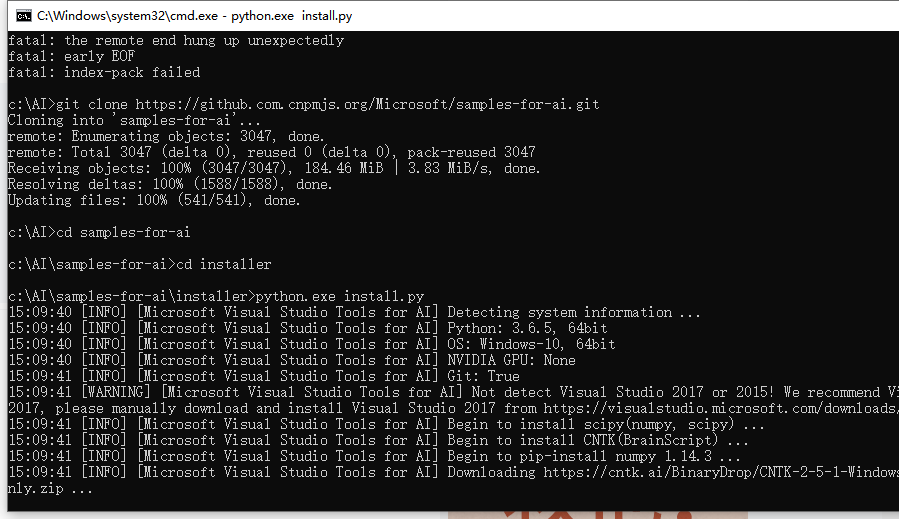 C:\Windows\system32\cmd.exe - python.exe  install.py
fatal: the remote end hung up unexpectedly
fatal: early EOF
fatal: index-pack failed
c:\AI>git clone https://github.com.cnpmjs.org/Microsoft/samples-for-ai.git
Cloning into 'samples-for-ai'...
remote: Enumerating objects: 3047, done.
remote: Total 3047 (delta 0), reused 0 (delta 0), pack-reused 3047
Receiving objects: 100% (3047/3047), 184.46 MiB | 3.83 MiB/s, done.
Resolving deltas: 100% (1588/1588), done.
Updating files: 100% (541/541), done.
c:\AI>cd samples-for-ai
c:\AI\samples-for-ai>cd installer
c:\AI\samples-for-ai\installer>python.exe install.py
15:09:40 [INFO] [Microsoft Visual Studio Tools for AI] Detecting system information ...
15:09:40 [INFO] [Microsoft Visual Studio Tools for AI] Python: 3.6.5, 64bit
15:09:40 [INFO] [Microsoft Visual Studio Tools for AI] OS: Windows-10, 64bit
15:09:40 [INFO] [Microsoft Visual Studio Tools for AI] NVIDIA GPU: None
15:09:41 [INFO] [Microsoft Visual Studio Tools for AI] Git: True
15:09:41 [WARNING] [Microsoft Visual Studio Tools for AI] Not detect Visual Studio 2017 or 2015! We recommend Vi
2017, please manually download and install Visual Studio 2017 from https://visualstudio.microsoft.com/downloads/
15:09:41 [INFO] [Microsoft Visual Studio Tools for AI] Begin to install scipy(numpy, scipy) ...
15:09:41 [INFO] [Microsoft Visual Studio Tools for AI] Begin to install CNTK(BrainScript) ...
15:09:41 [INFO] [Microsoft Visual Studio Tools for AI] Begin to pip-install numpy 1.14.3 ...
15:09:41 [INFO] [Microsoft Visual Studio Tools for AI] Downloading https://cntk.ai/BinaryDrop/CNTK-2-5-1-Windows
nly.zip ...